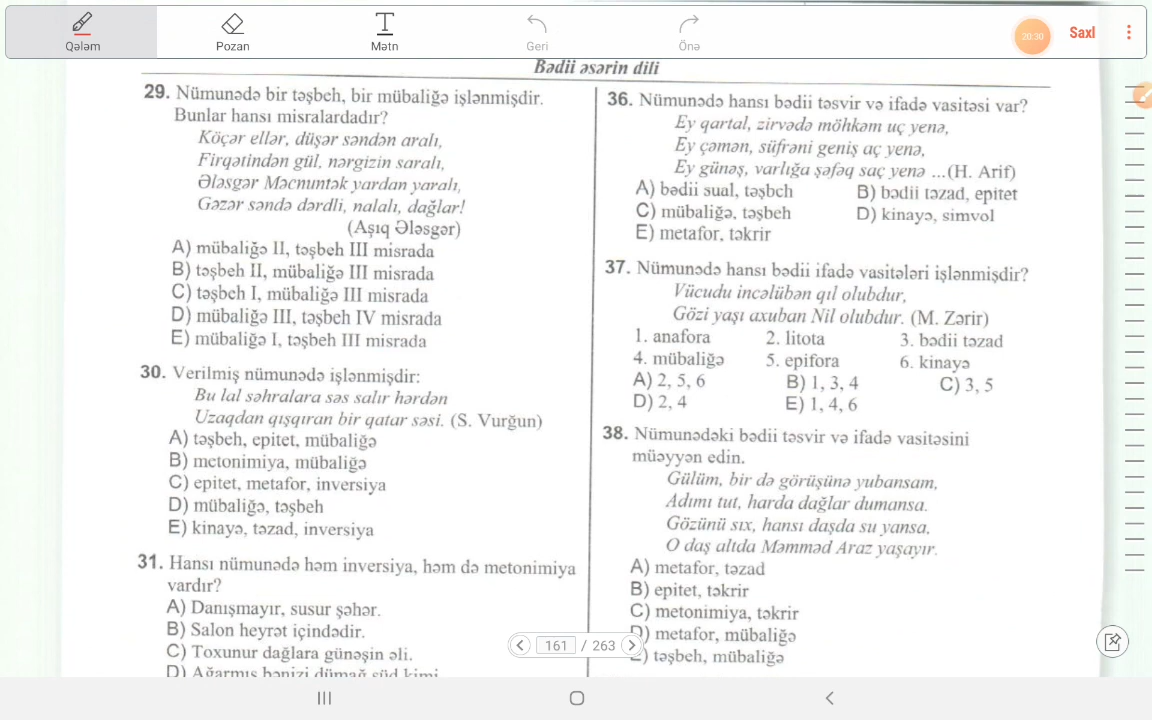 Qələm
Pozan
Mətn
Geri
Önə
20:30
Saxl
Bədii əsərin dili
29. Nümunədə bir təşbeh, bir mübaliğə işlənmişdir.
Bunlar hansı misralardadır?
Köçər ellər, düşər səndən aralı,
Firqətindən gül, nərgizin saralı,
Ələsgər Məcnuntək yardan yaralı,
Gəzər səndə dərdli, nalalı, dağlar!
(Aşıq Ələsgər)
A) mübaliğə II, təşbeh III misrada
B) təşbeh II, mübaliğə III misrada
C) təşbeh I, mübaliğə III misrada
D) mübaliğə III, təşbeh IV misrada
E) mübaliğə I, təşbeh III misrada
30. Verilmiş nümunədə işlənmişdir:
Bu lal səhralara səs salır hərdən
Uzaqdan qışqıran bir qatar səsi. (S. Vurğun)
A) təşbeh, epitet, mübaliğə
B) metonimiya, mübaliğə
C) epitet, metafor, inversiya
D) mübaliğə, təşbeh
E) kinayə, təzad, inversiya
31. Hansı nümunədə həm inversiya, həm də metonimiya
vardır?
A) Danışmayır, susur şəhər.
B) Salon heyrət içindədir.
C) Toxunur dağlara günəşin əli.
D) Ağarmış bənizi dümağ süd kimi
36. Nümunədə hansı bədii təsvir və ifadə vasitəsi var?
Ey qartal, zirvədə möhkəm uç yenə,
Ey çəmən, süfrəni geniş aç yenə,
Ey günəş, varlığa şəfəq saç yenə ...(H. Arif)
A) bədii sual, təşbeh B) bədii təzad, epitet
C) mübaliğə, təşbeh D) kinayə, simvol
E) metafor, təkrir
37. Nümunədə hansı bədii ifadə vasitələri işlənmişdir?
Vücudu incəlübən qıl olubdur,
Gözi yaşı axuban Nil olubdur. (M. Zərir)
1. anafora 2. litota 3. bədii təzad
4. mübaliğə 5. epifora 6. kinayə
A) 2, 5, 6 B) 1, 3, 4 C) 3, 5
D) 2, 4 E) 1, 4, 6
38. Nümunədəki bədii təsvir və ifadə vasitəsini
müəyyən edin.
Gülüm, bir də görüşünə yubansam,
Adımı tut, harda dağlar dumansa.
Gözünü sıx, hansı daşda su yansa,
O daş altda Məmməd Araz yaşayır.
A) metafor, təzad
B) epitet, təkrir
C) metonimiya, təkrir
D) metafor, mübaliğə
E) təşbeh, mübaliğə
161 / 263